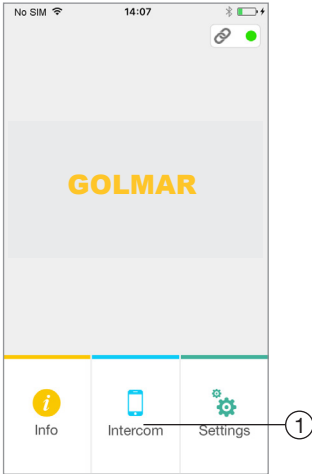 No SIM 14:07
GOLMAR
i
Info Intercom Settings
1